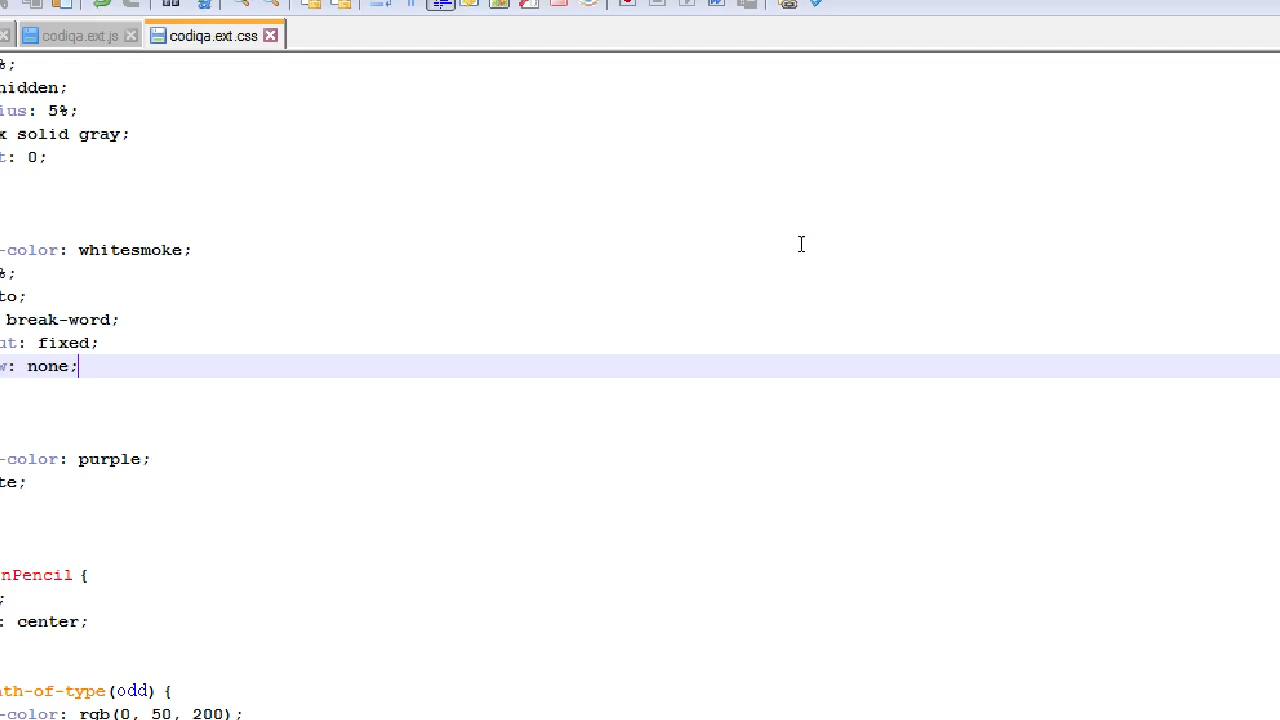 codiqa.ext.js codiqa.ext.css
%;
hidden;
ius: 5%;
x solid gray;
t: 0;
-color: whitesmoke;
%;
to;
break-word;
ut: fixed;
w: none;
-color: purple;
te;
nPencil {
;
: center;
th-of-type(odd) {
-color: rgb(0, 50, 200);